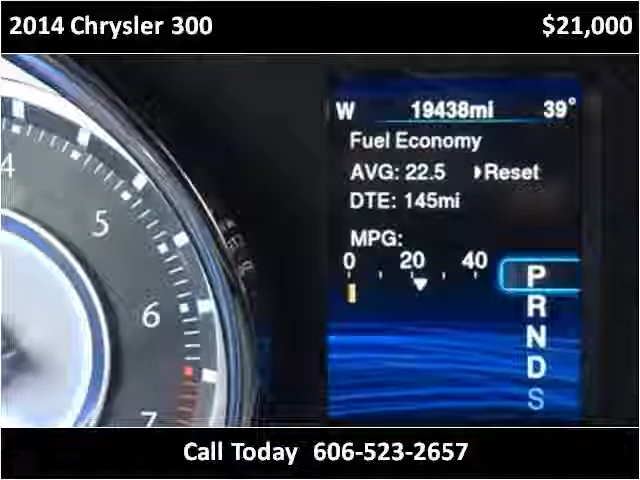 2014 Chrysler 300 $21,000
W 19438mi 39°
Fuel Economy
AVG: 22.5 Reset
DTE: 145mi
MPG:
0 20 40
P
R
N
D
S
4
5
6
7
Call Today 606-523-2657